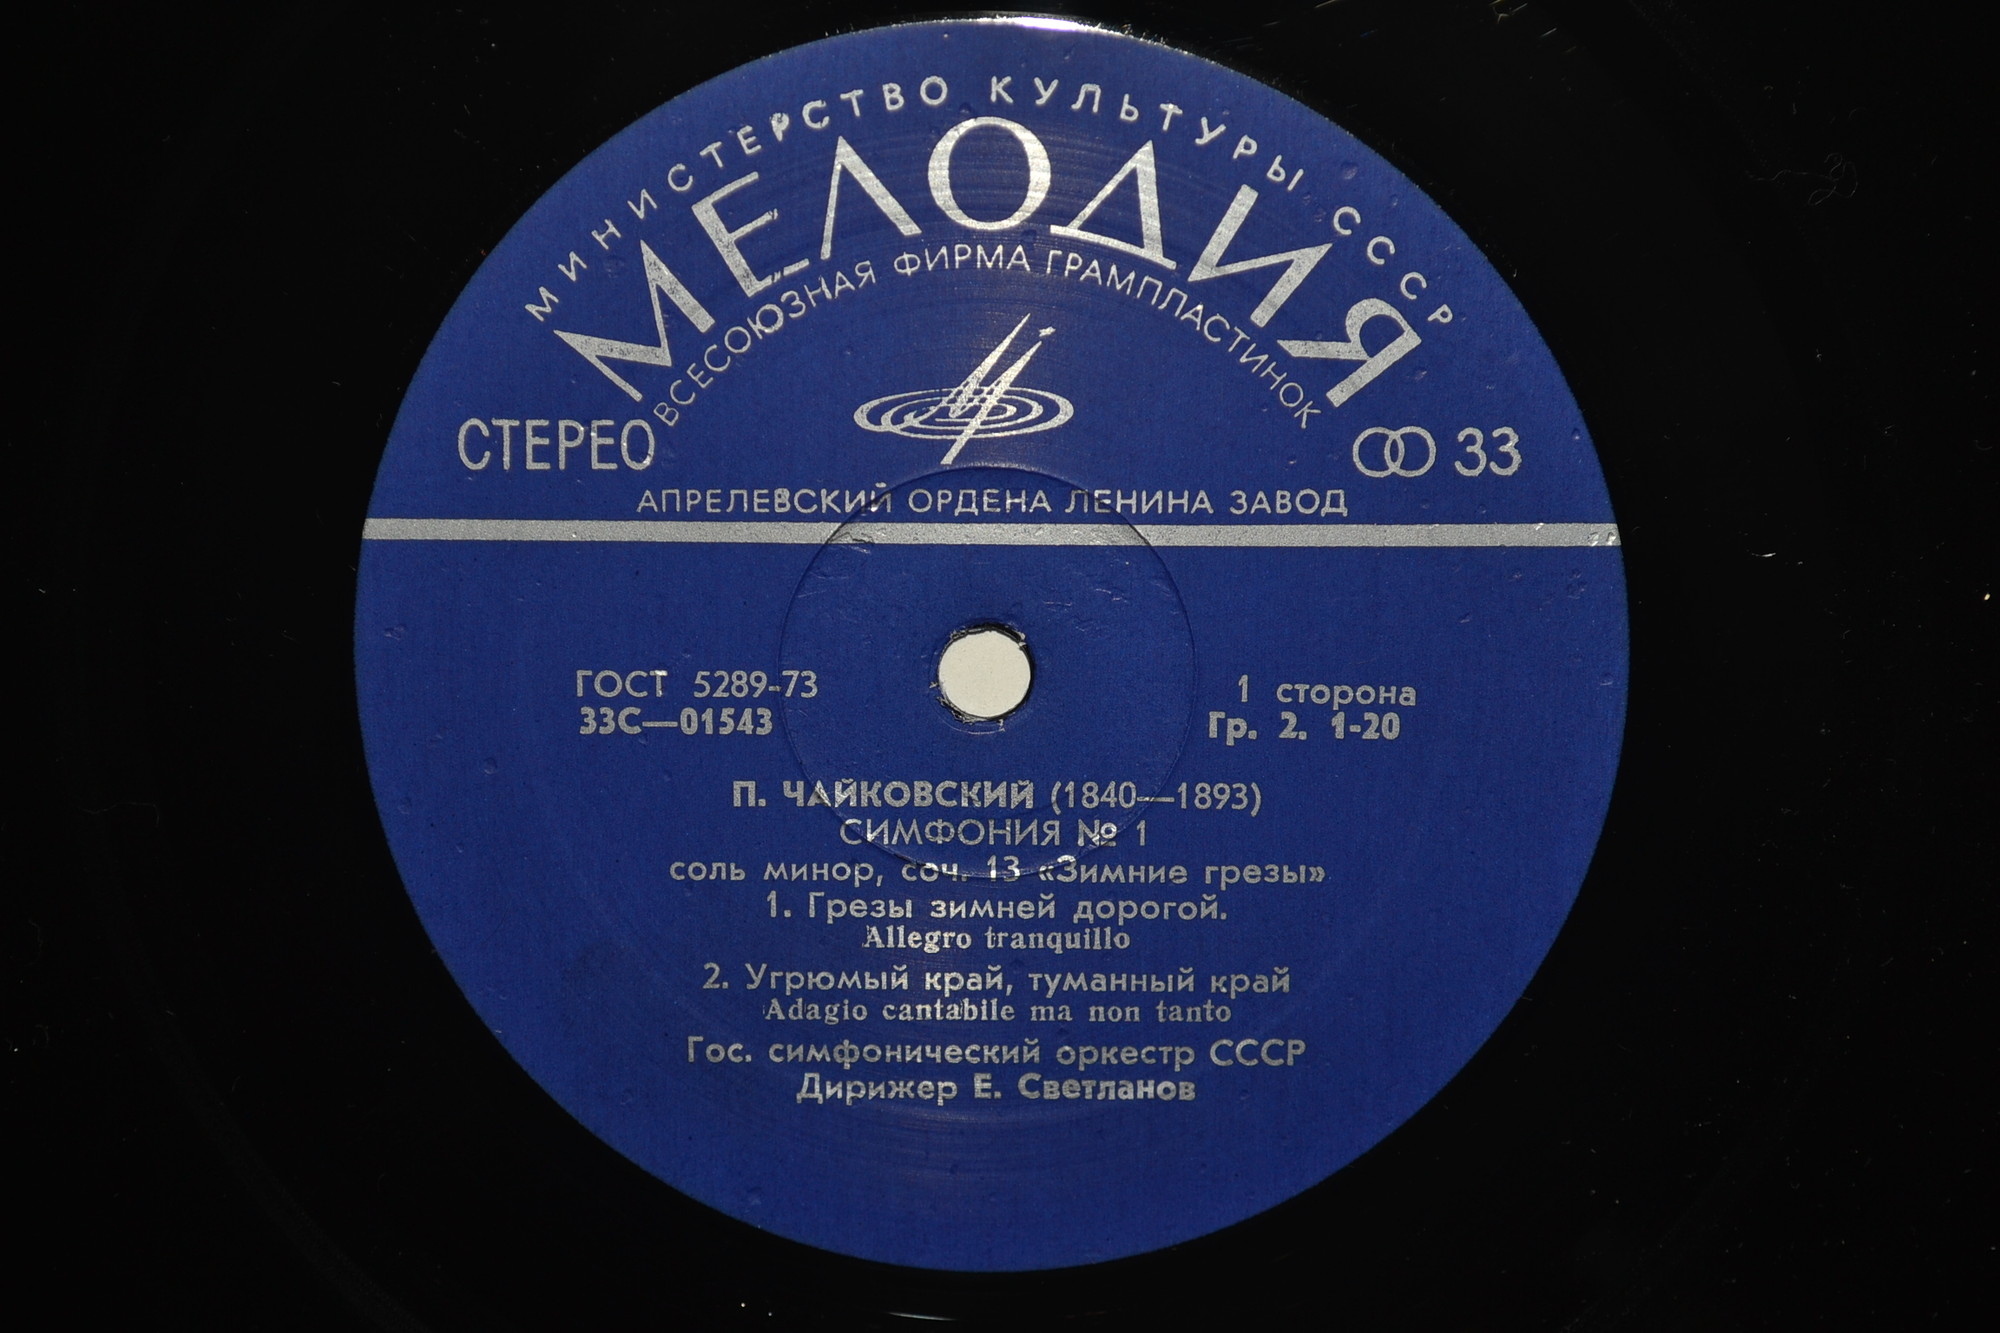 МИНИСТЕРСТВО КУЛЬТУРЫ СССР
МЕЛОДИЯ
ВСЕСОЮЗНАЯ ФИРМА ГРАМПЛАСТИНОК
СТЕРЕО
33
АПРЕЛЕВСКИЙ ОРДЕНА ЛЕНИНА ЗАВОД
ГОСТ 5289-73
33С—01543
1 сторона
Гр. 2. 1-20
П. ЧАЙКОВСКИЙ (1840—1893)
СИМФОНИЯ № 1
соль минор, соч. 13 «Зимние грезы»
1. Грезы зимней дорогой.
Allegro tranquillo
2. Угрюмый край, туманный край
Adagio cantabile ma non tanto
Гос. симфонический оркестр СССР
Дирижер Е. Светланов